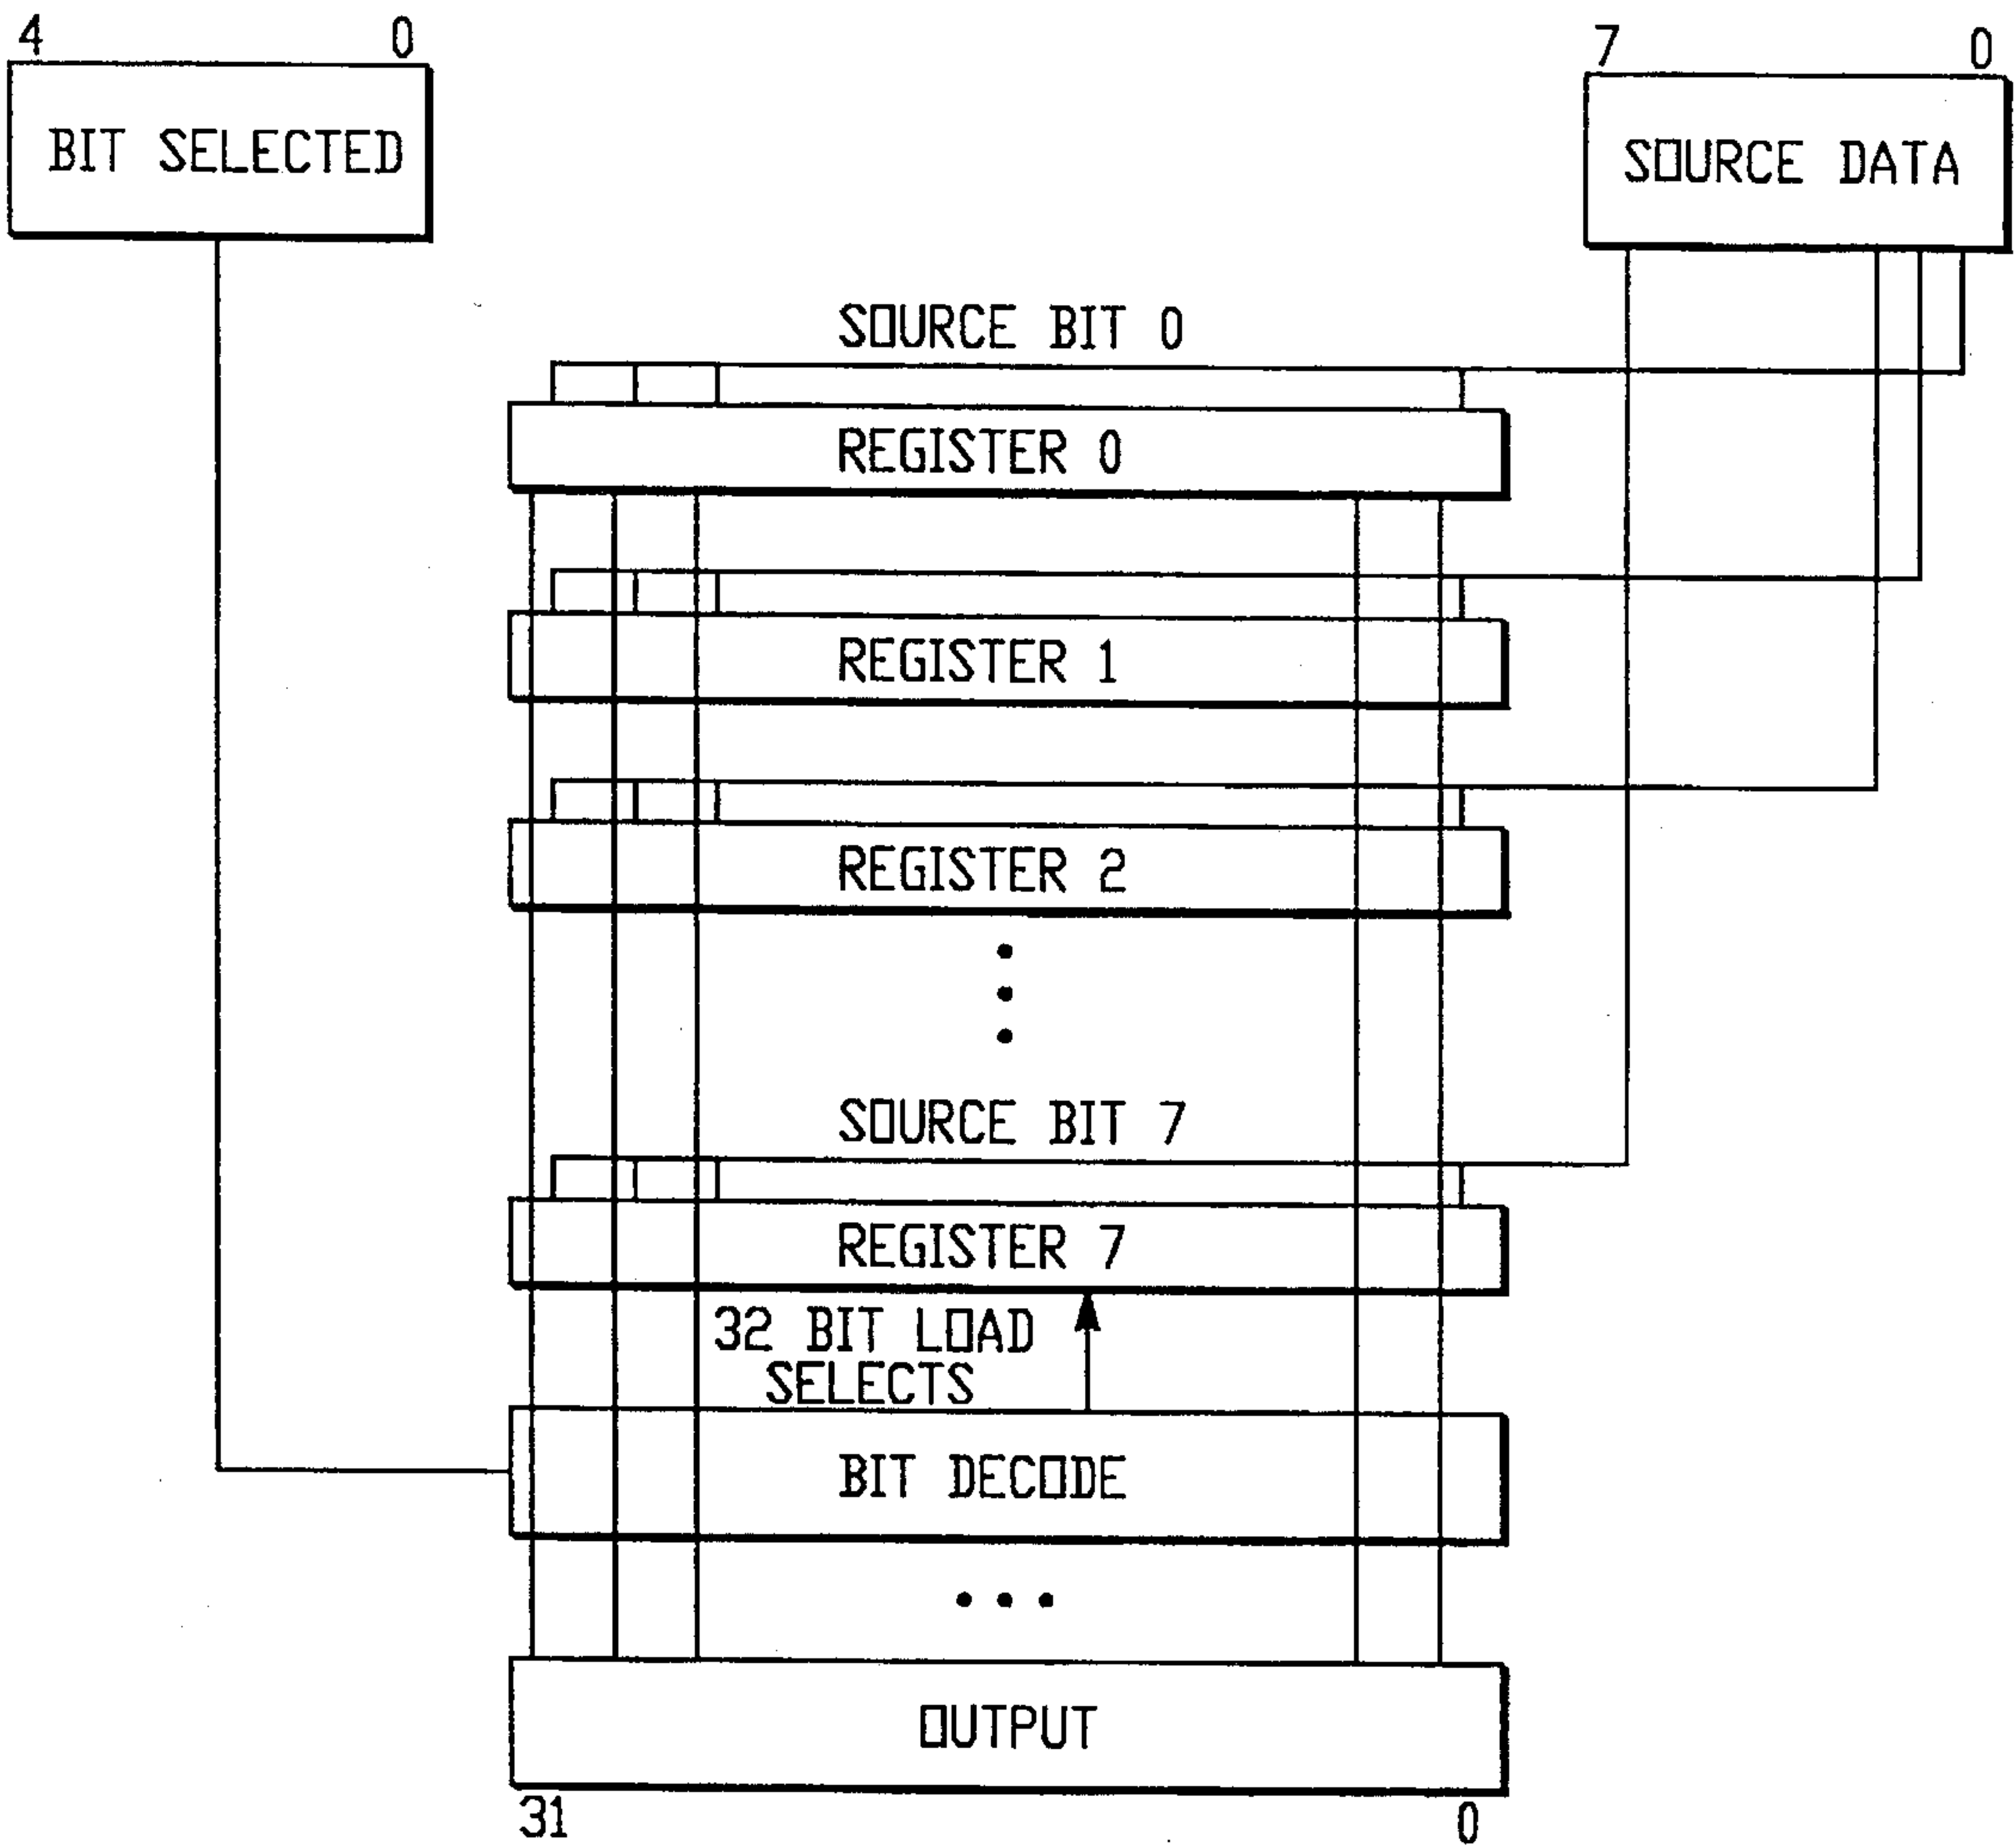 4 0
BIT SELECTED
7 0
SOURCE DATA
SOURCE BIT 0
REGISTER 0
REGISTER 1
REGISTER 2
SOURCE BIT 7
REGISTER 7
32 BIT LOAD
SELECTS
BIT DECODE
OUTPUT
31 0